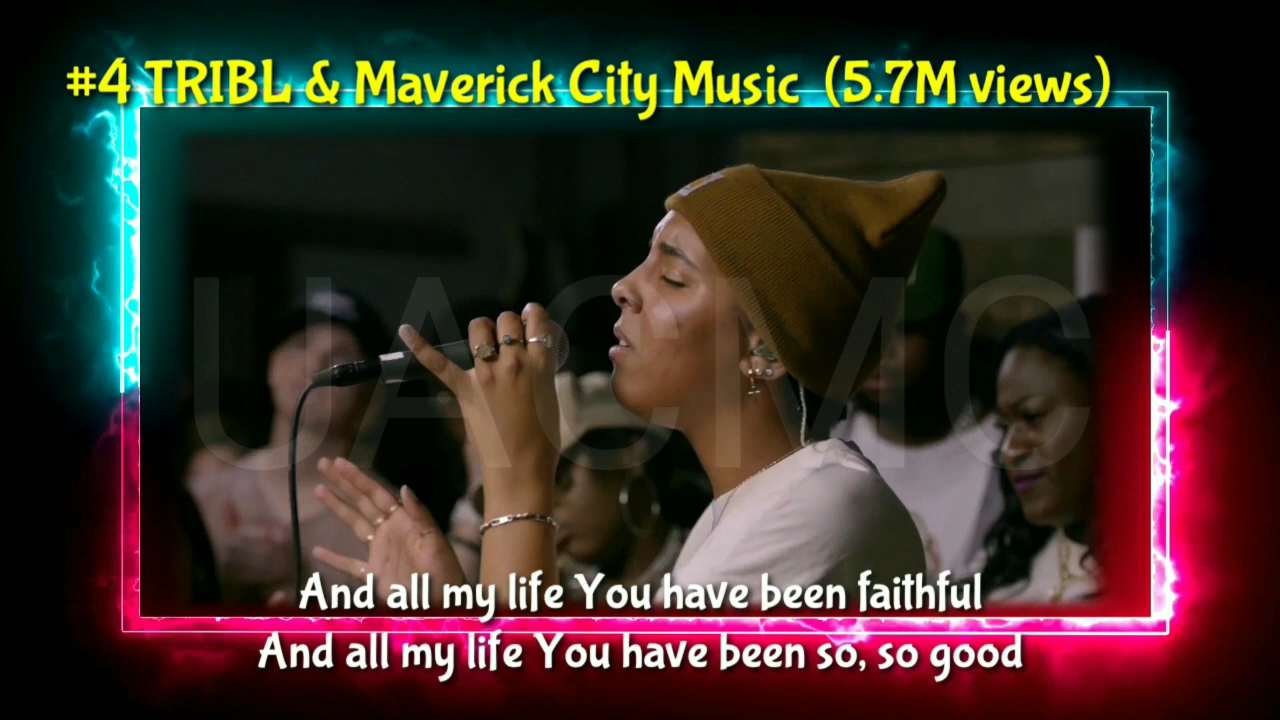 #4 TRIBL & Maverick City Music (5.7M views)
UACMC
And all my life You have been faithful
And all my life You have been so, so good